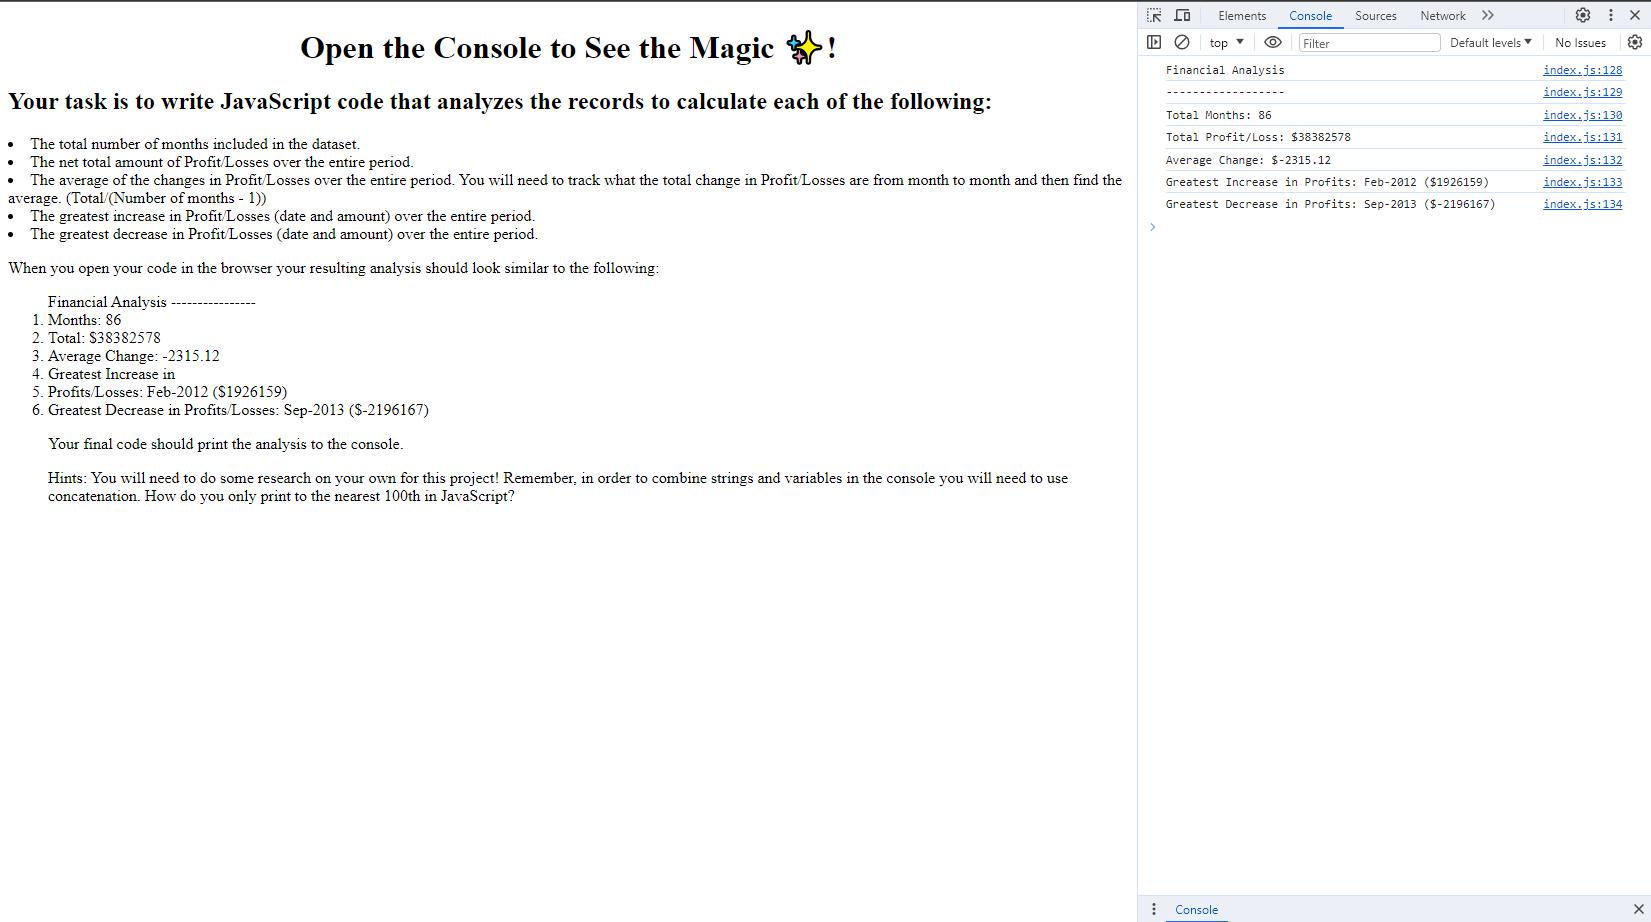 Open the Console to See the Magic ✨!
Your task is to write JavaScript code that analyzes the records to calculate each of the following:
• The total number of months included in the dataset.
• The net total amount of Profit/Losses over the entire period.
• The average of the changes in Profit/Losses over the entire period. You will need to track what the total change in Profit/Losses are from month to month and then find the
average. (Total/(Number of months - 1))
• The greatest increase in Profit/Losses (date and amount) over the entire period.
• The greatest decrease in Profit/Losses (date and amount) over the entire period.
When you open your code in the browser your resulting analysis should look similar to the following:
Financial Analysis ----------------
1. Months: 86
2. Total: $38382578
3. Average Change: -2315.12
4. Greatest Increase in
5. Profits/Losses: Feb-2012 ($1926159)
6. Greatest Decrease in Profits/Losses: Sep-2013 ($-2196167)
Your final code should print the analysis to the console.
Hints: You will need to do some research on your own for this project! Remember, in order to combine strings and variables in the console you will need to use
concatenation. How do you only print to the nearest 100th in JavaScript?
Elements Console Sources Network
top Filter Default levels No Issues
Financial Analysis index.js:128
------------------ index.js:129
Total Months: 86 index.js:130
Total Profit/Loss: $38382578 index.js:131
Average Change: $-2315.12 index.js:132
Greatest Increase in Profits: Feb-2012 ($1926159) index.js:133
Greatest Decrease in Profits: Sep-2013 ($-2196167) index.js:134
Console